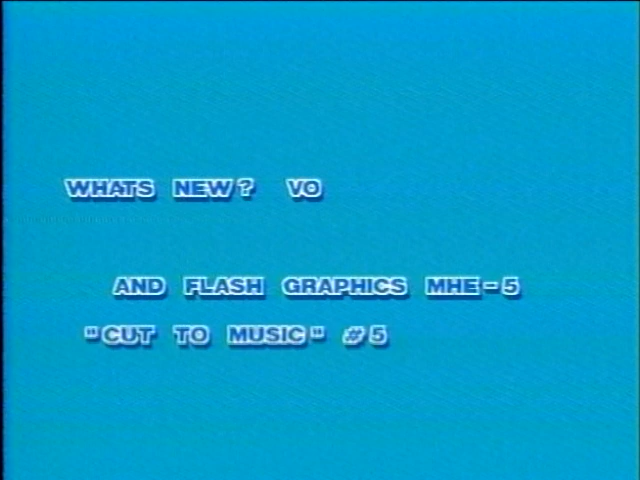 WHATS NEW? VO
AND FLASH GRAPHICS MHE-5
"CUT TO MUSIC" #5